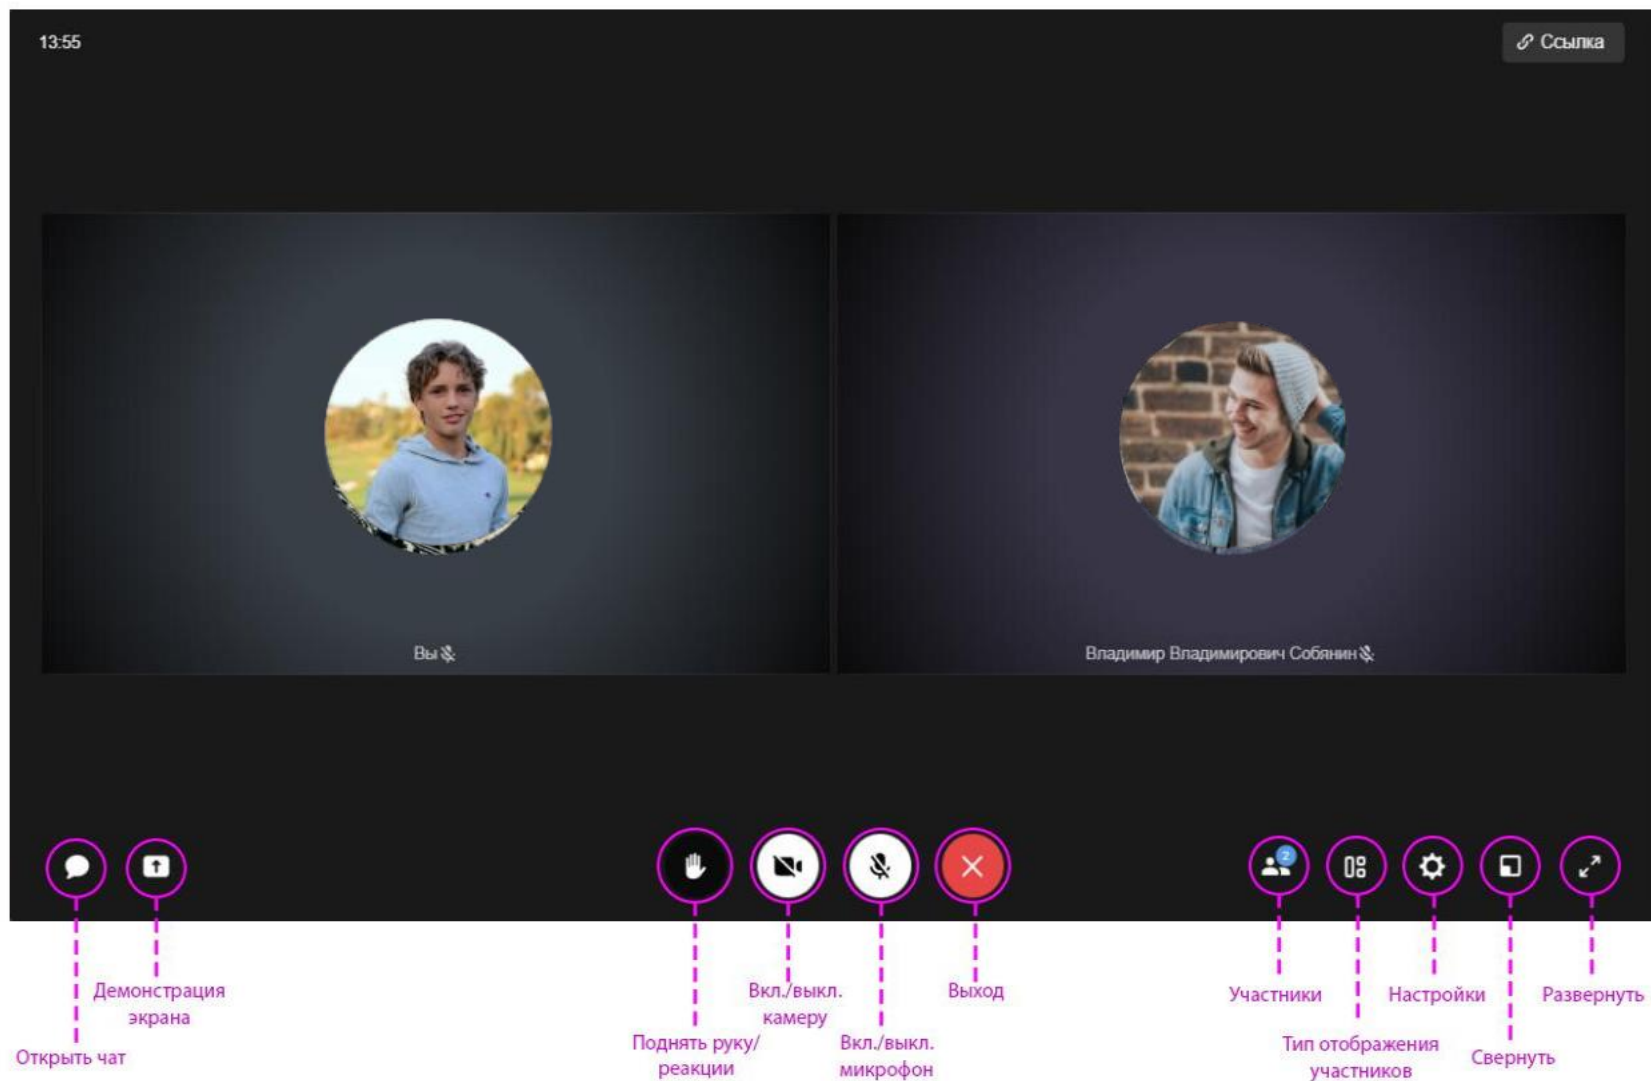 13:55
Ссылка
Вы
Владимир Владимирович Собянин
2
Демонстрация
экрана
Открыть чат
Поднять руку/
реакции
Вкл./выкл.
камеру
Вкл./выкл.
микрофон
Выход
Участники
Тип отображения
участников
Настройки
Свернуть
Развернуть